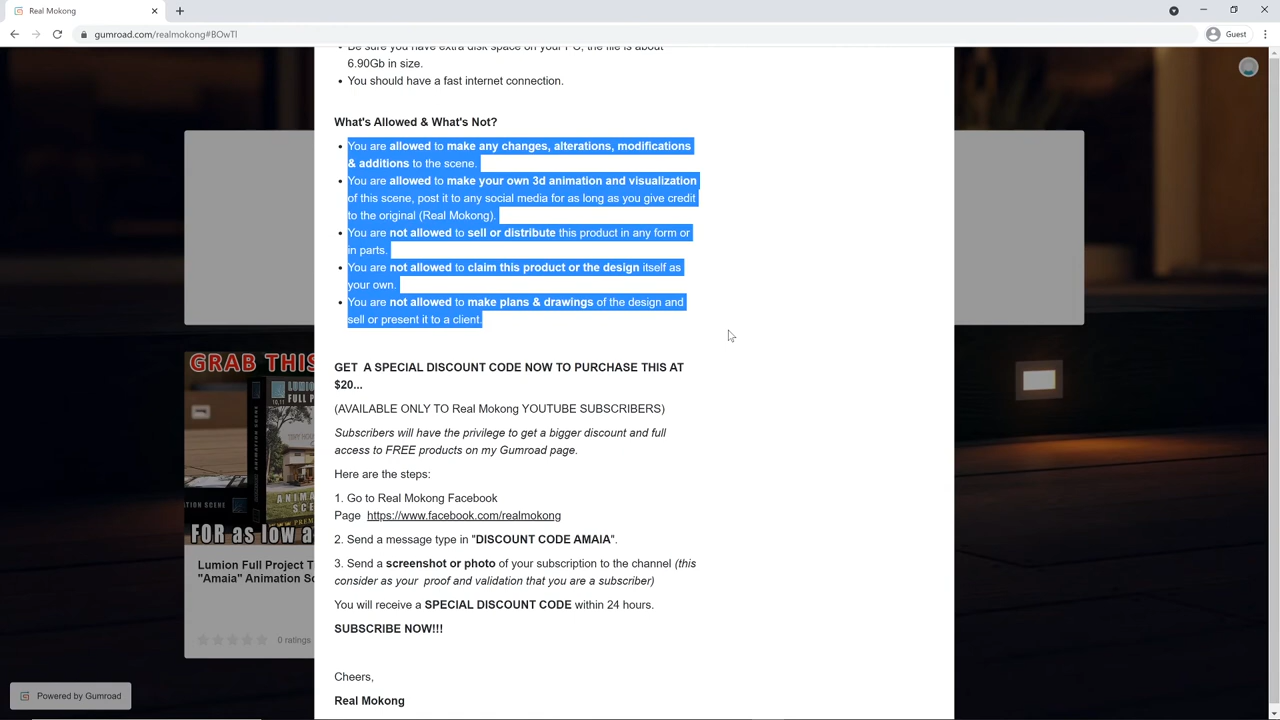 Real Mokong
gumroad.com/realmokong#BOwTl
Guest
Be sure you have extra disk space on your PC, the file is about
6.90Gb in size.
You should have a fast internet connection.
What's Allowed & What's Not?
You are allowed to make any changes, alterations, modifications
& additions to the scene.
You are allowed to make your own 3d animation and visualization
of this scene, post it to any social media for as long as you give credit
to the original (Real Mokong).
You are not allowed to sell or distribute this product in any form or
in parts.
You are not allowed to claim this product or the design itself as
your own.
You are not allowed to make plans & drawings of the design and
sell or present it to a client.
GET A SPECIAL DISCOUNT CODE NOW TO PURCHASE THIS AT
$20...
(AVAILABLE ONLY TO Real Mokong YOUTUBE SUBSCRIBERS)
Subscribers will have the privilege to get a bigger discount and full
access to FREE products on my Gumroad page.
Here are the steps:
1. Go to Real Mokong Facebook
Page https://www.facebook.com/realmokong
2. Send a message type in "DISCOUNT CODE AMAIA".
3. Send a screenshot or photo of your subscription to the channel (this
consider as your proof and validation that you are a subscriber)
You will receive a SPECIAL DISCOUNT CODE within 24 hours.
SUBSCRIBE NOW!!!
Cheers,
Real Mokong
GRAB THIS
FOR as low a
Lumion Full Project T
"Amaia" Animation Sc
0 ratings
Powered by Gumroad